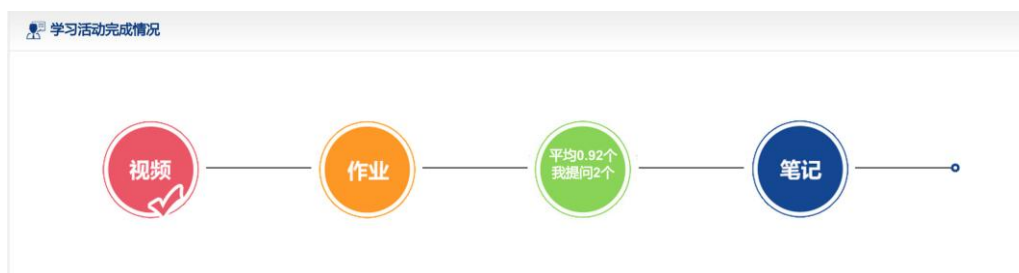 学习活动完成情况
视频
作业
平均0.92个
我提问2个
笔记